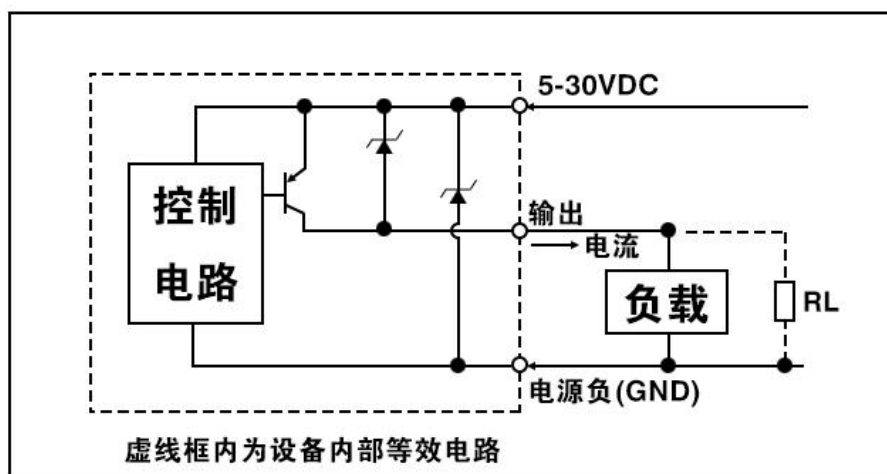 5-30VDC
控制
电路
输出
电流
负载
RL
电源负(GND)
虚线框内为设备内部等效电路